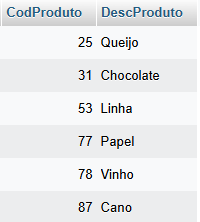 CodProduto DescProduto
25 Queijo
31 Chocolate
53 Linha
77 Papel
78 Vinho
87 Cano